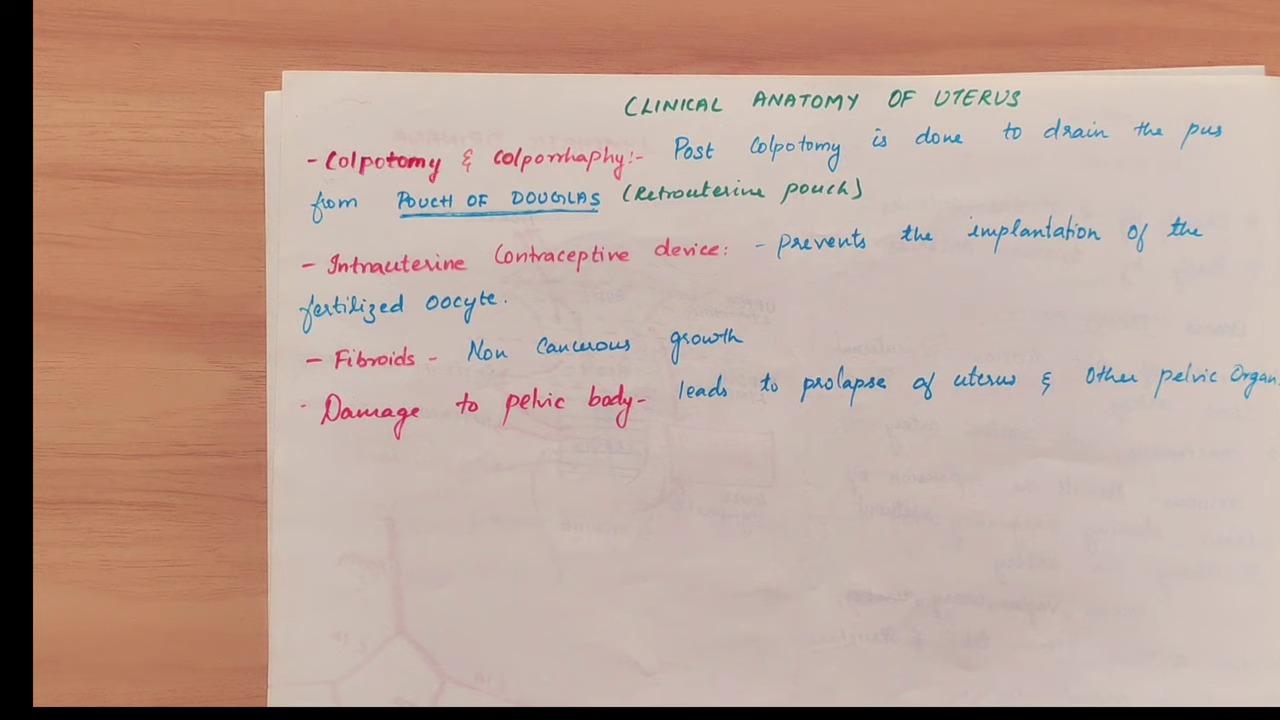 CLINICAL ANATOMY OF UTERUS
- Colpotomy & Colporrhaphy:- Post Colpotomy is done to drain the pus
from POUCH OF DOUGLAS (Retrouterine pouch)
- Intrauterine Contraceptive device: - prevents the implantation of the
fertilized oocyte.
- Fibroids - Non Cancerous growth
- Damage to pelvic body- leads to prolapse of uterus & Other pelvic Organ